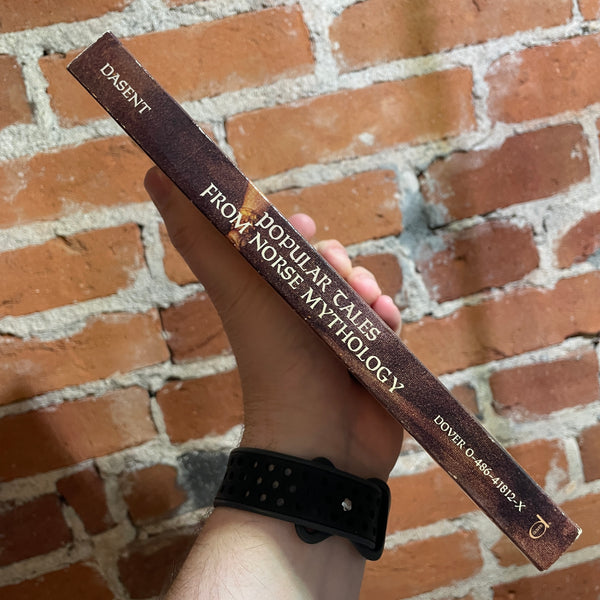 DASENT
POPULAR TALES
FROM NORSE MYTHOLOGY
DOVER 0-486-41812-X